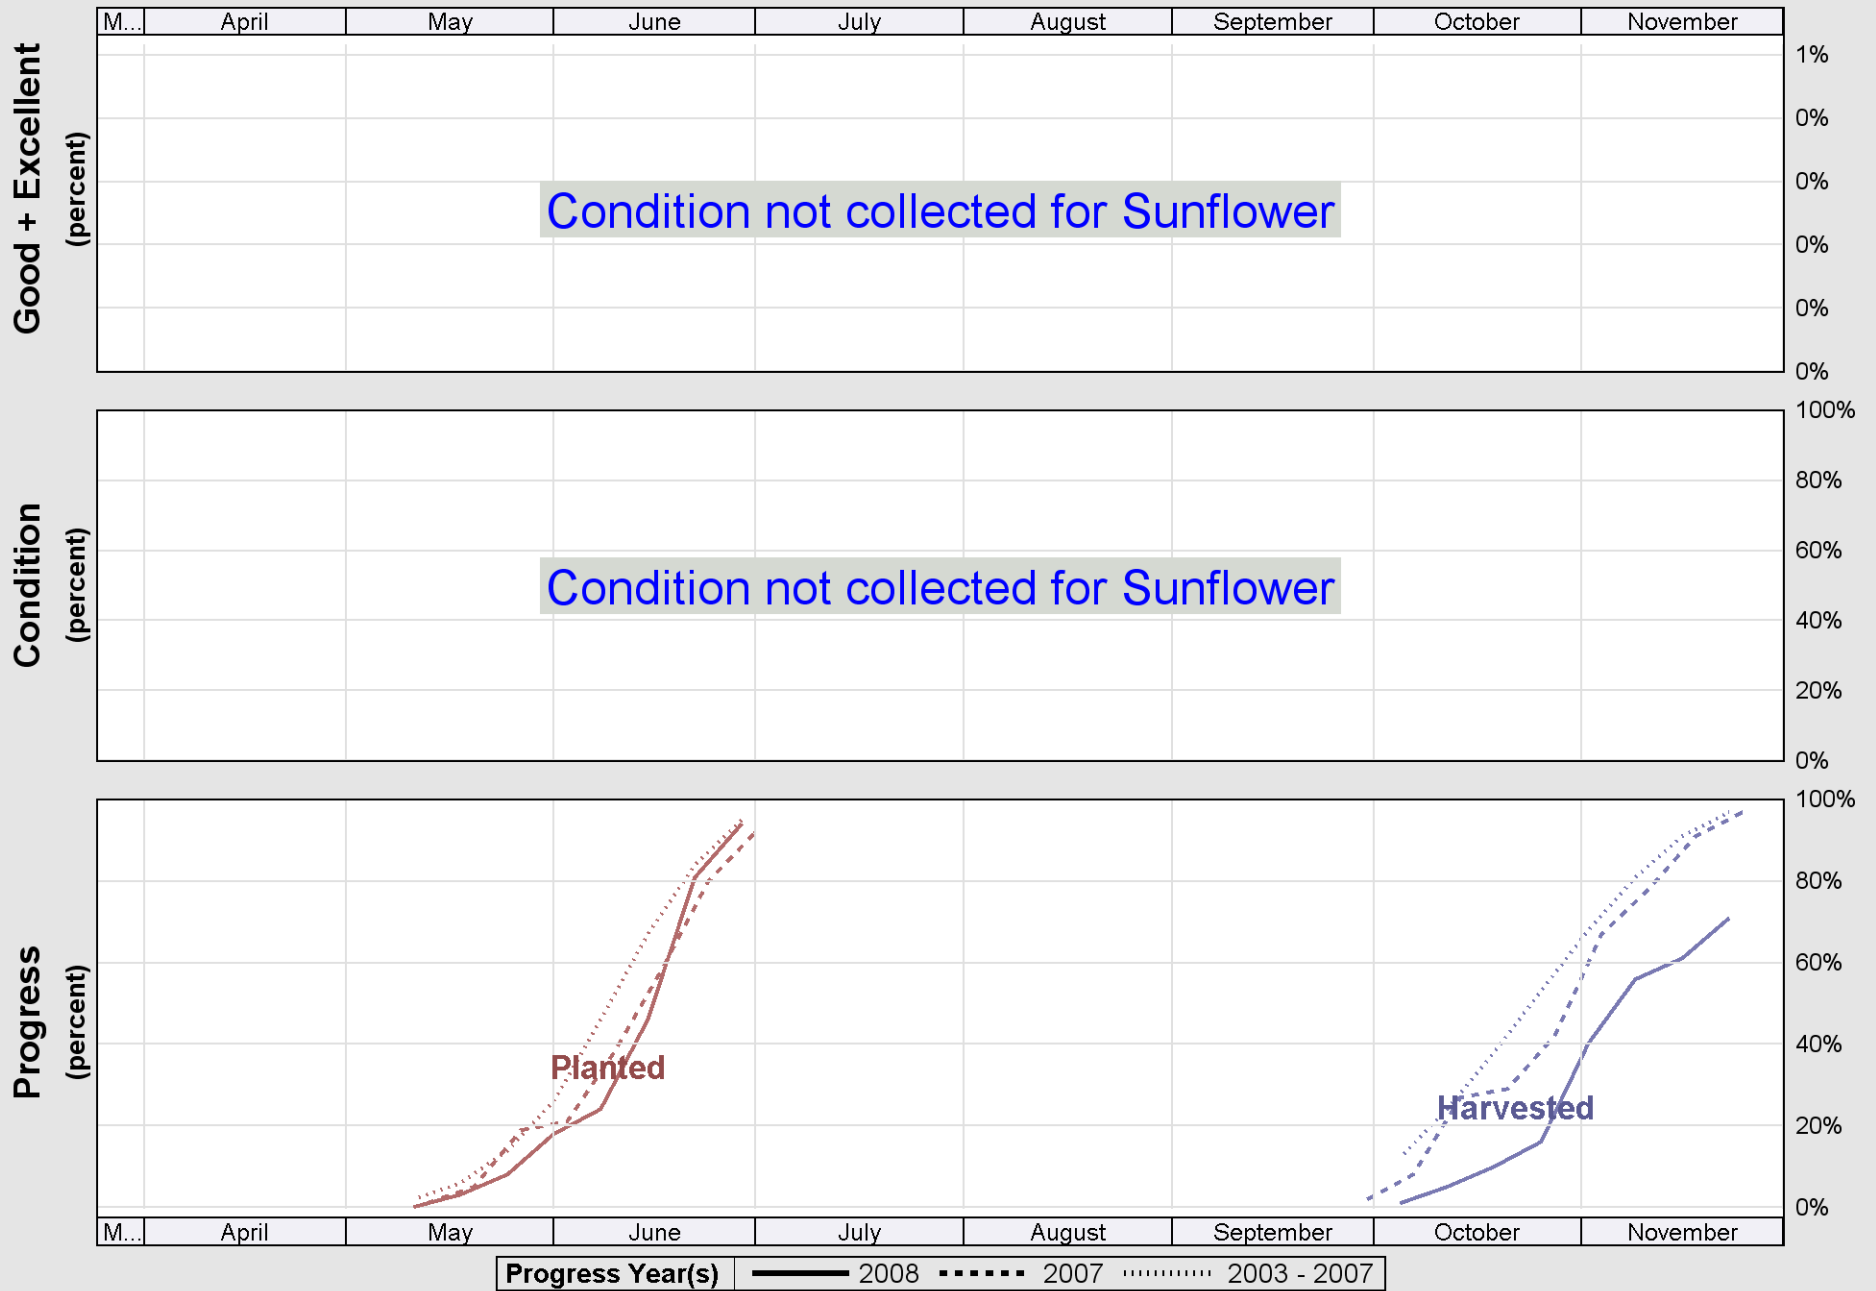 M... April May June July August September October November
Good + Excellent
(percent)
1%
0%
0%
0%
0%
0%
Condition not collected for Sunflower
Condition
(percent)
100%
80%
60%
40%
20%
0%
Condition not collected for Sunflower
Progress
(percent)
100%
80%
60%
40%
20%
0%
Planted
Harvested
M... April May June July August September October November
Progress Year(s) 2008 2007 2003 - 2007